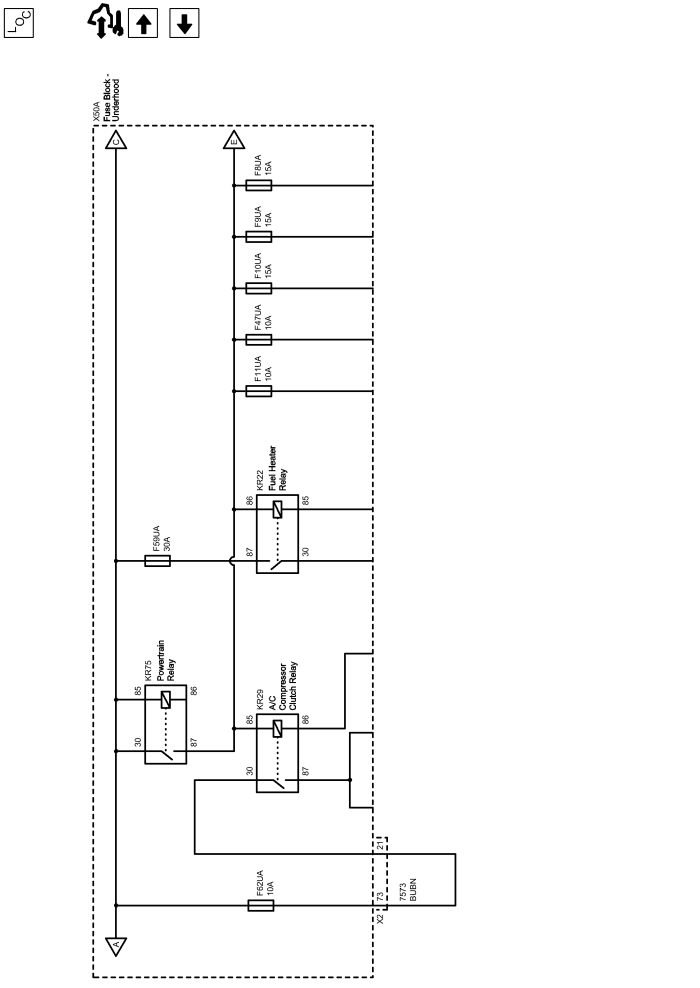 LOC
X50A
Fuse Block -
Underhood
C
E
F8UA
15A
F9UA
15A
F10UA
15A
F47UA
10A
F11UA
10A
KR22
Fuel Heater
Relay
86
85
87
30
F59UA
30A
KR75
Powertrain
Relay
85
86
30
87
KR29
A/C
Compressor
Clutch Relay
85
86
30
87
F62UA
10A
21
73
X2
7573
BUBN
A